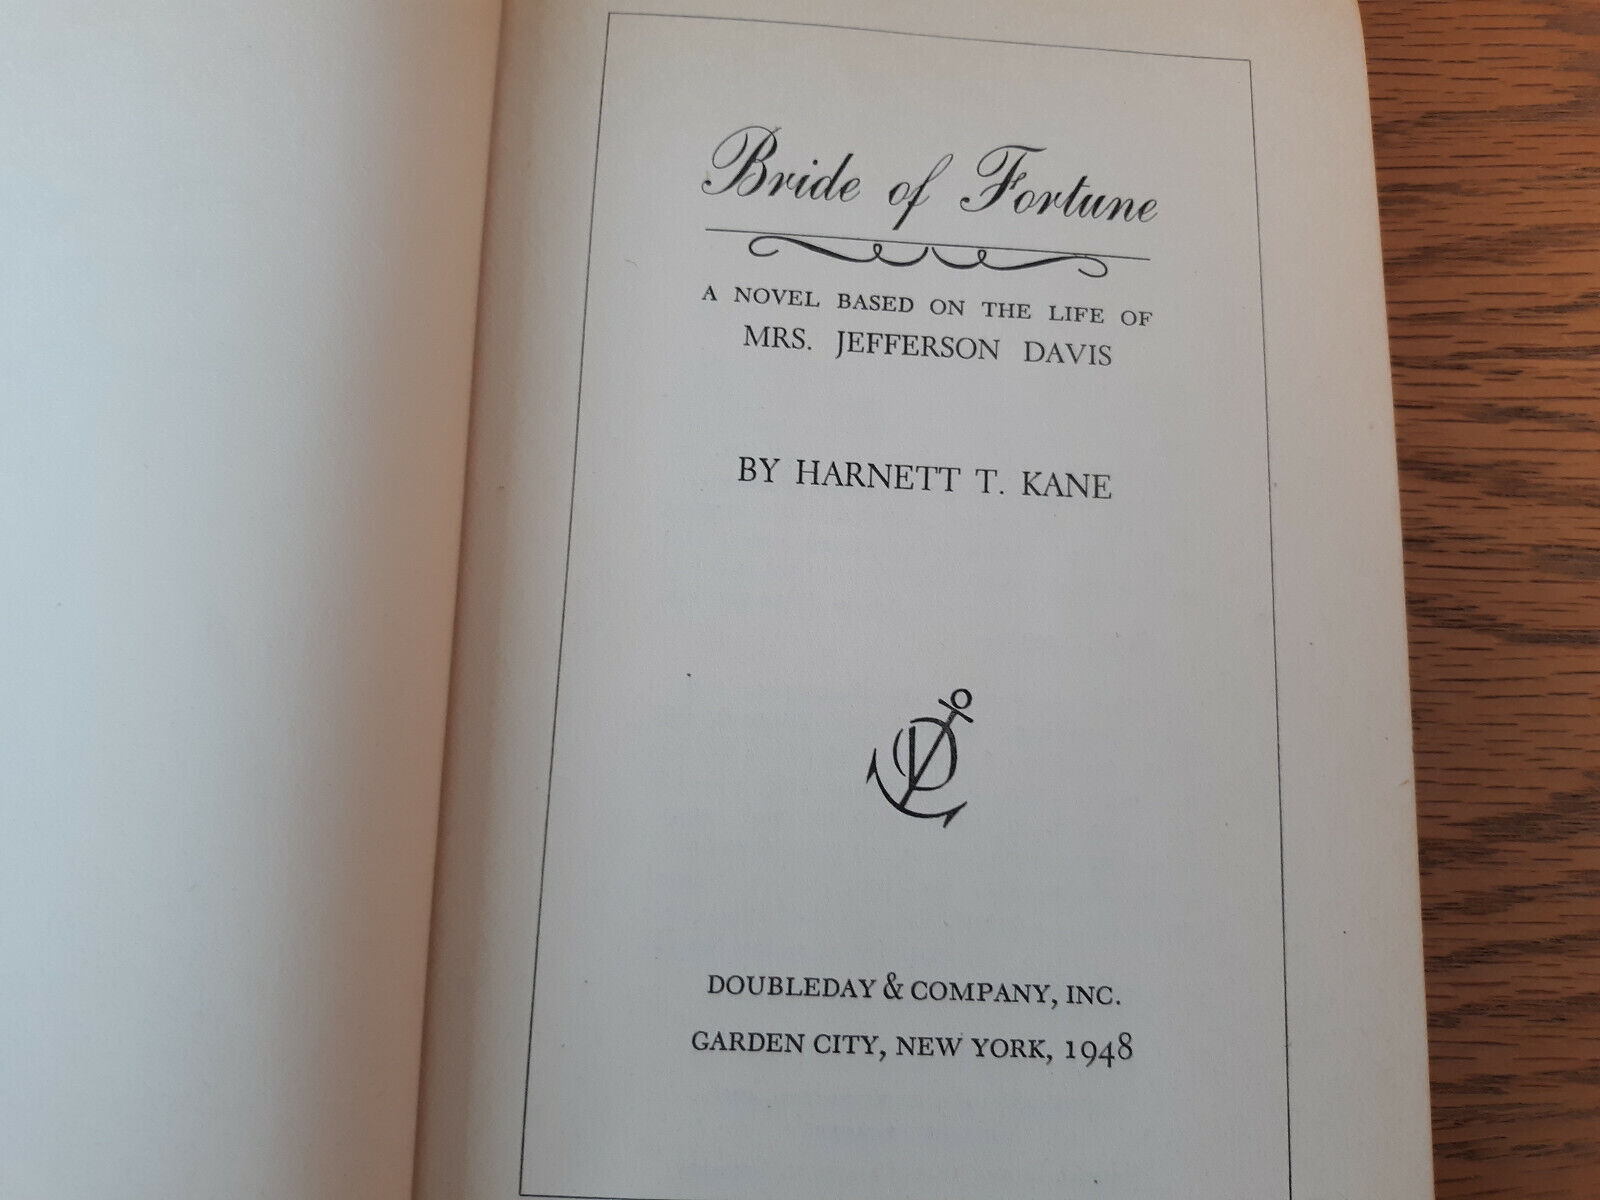 Bride of Fortune
A NOVEL BASED ON THE LIFE OF
MRS. JEFFERSON DAVIS
BY HARNETT T. KANE
D
DOUBLEDAY & COMPANY, INC.
GARDEN CITY, NEW YORK, 1948